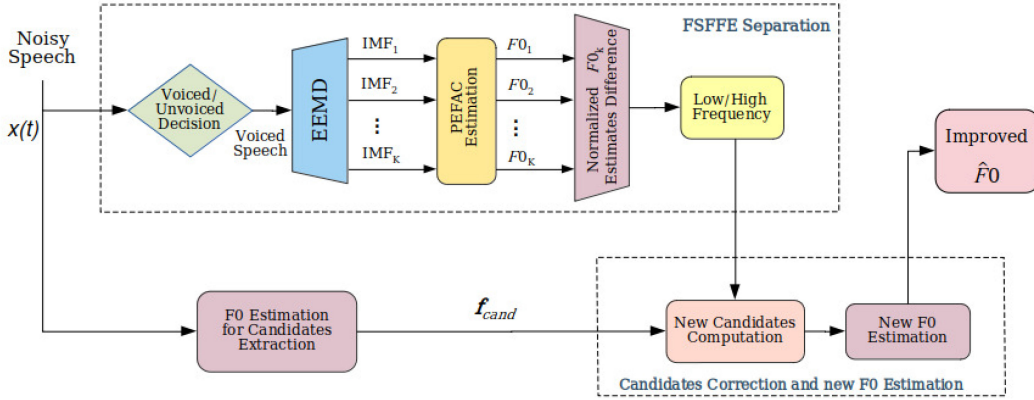 FSFFE Separation
Noisy
Speech
x(t)
Voiced/
Unvoiced
Decision
Voiced
Speech
EEMD
IMF1
IMF2
⋮
IMFK
PEFAC
Estimation
F01
F02
⋮
F0K
Normalized F0k
Estimates Difference
Low/High
Frequency
Improved
F̂0
F0 Estimation
for Candidates
Extraction
fcand
New Candidates
Computation
New F0
Estimation
Candidates Correction and new F0 Estimation